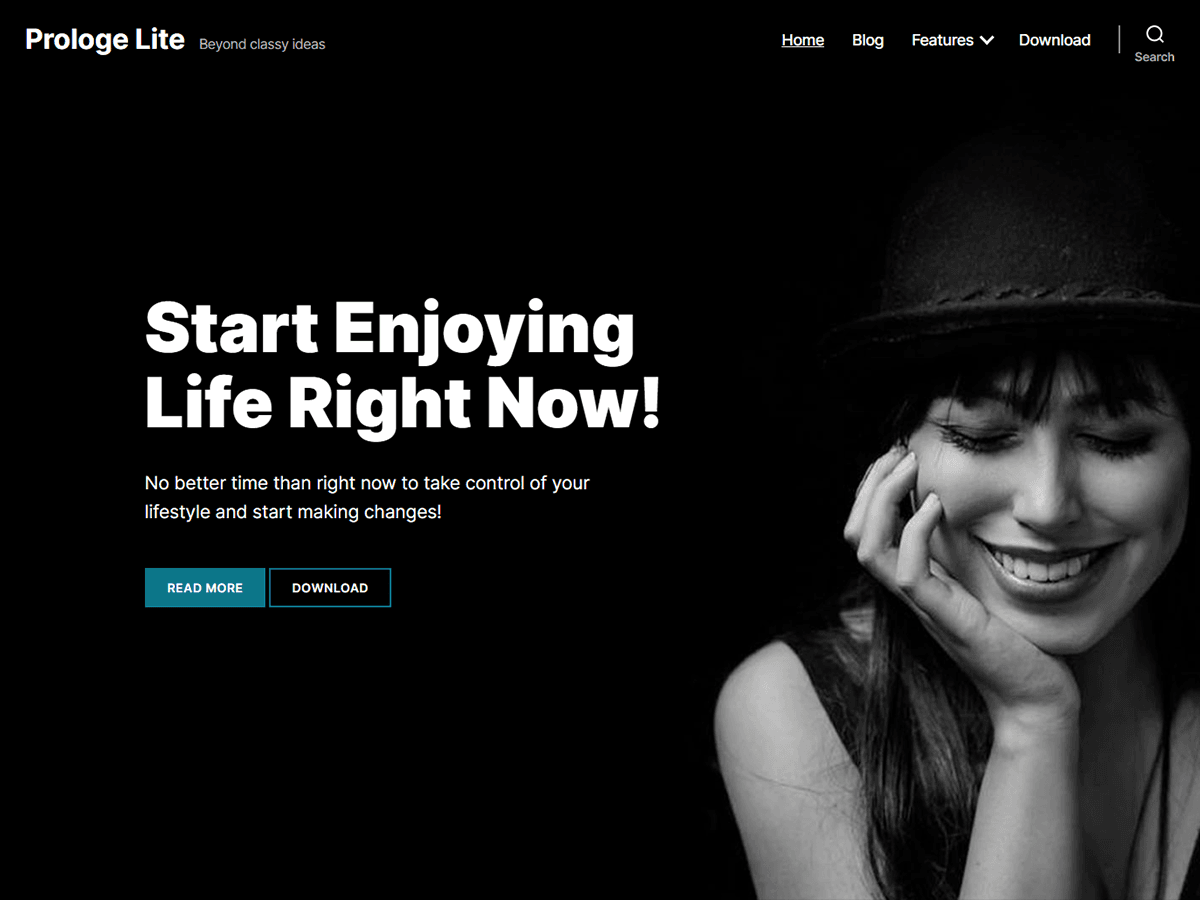 Prologe Lite Beyond classy ideas
Home Blog Features Download Search
Start Enjoying
Life Right Now!
No better time than right now to take control of your
lifestyle and start making changes!
READ MORE DOWNLOAD